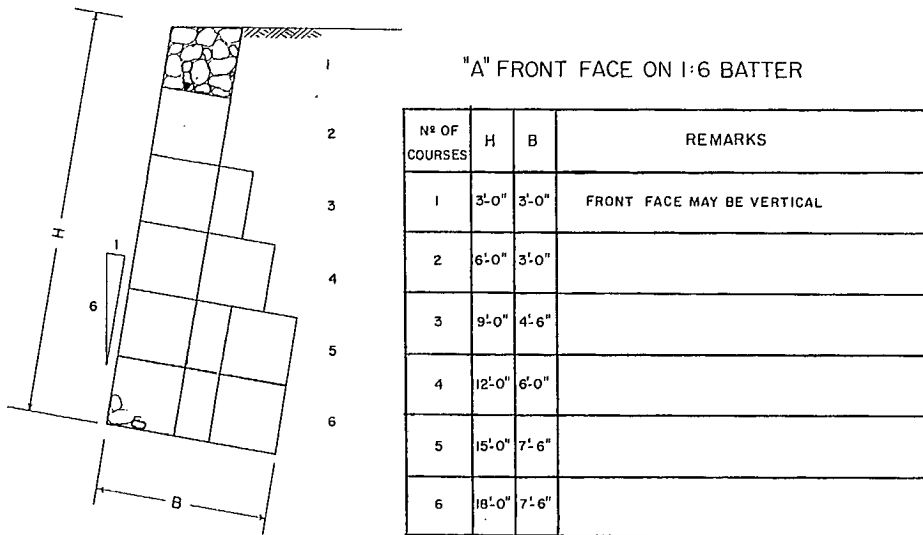 "A" FRONT FACE ON 1:6 BATTER
Nº OF COURSES H B REMARKS
1 3'-0" 3'-0" FRONT FACE MAY BE VERTICAL
2 6'-0" 3'-0"
3 9'-0" 4'-6"
4 12'-0" 6'-0"
5 15'-0" 7'-6"
6 18'-0" 7'-6"
1
2
3
4
5
6
H
1
6
B